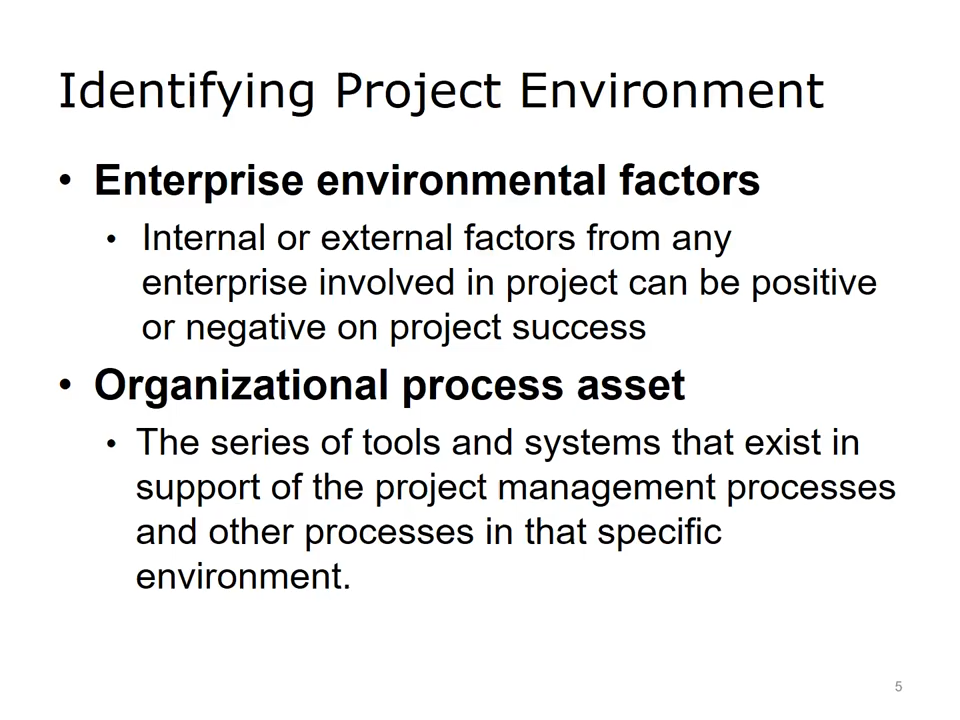 Identifying Project Environment
• Enterprise environmental factors
• Internal or external factors from any
enterprise involved in project can be positive
or negative on project success
• Organizational process asset
• The series of tools and systems that exist in
support of the project management processes
and other processes in that specific
environment.
5